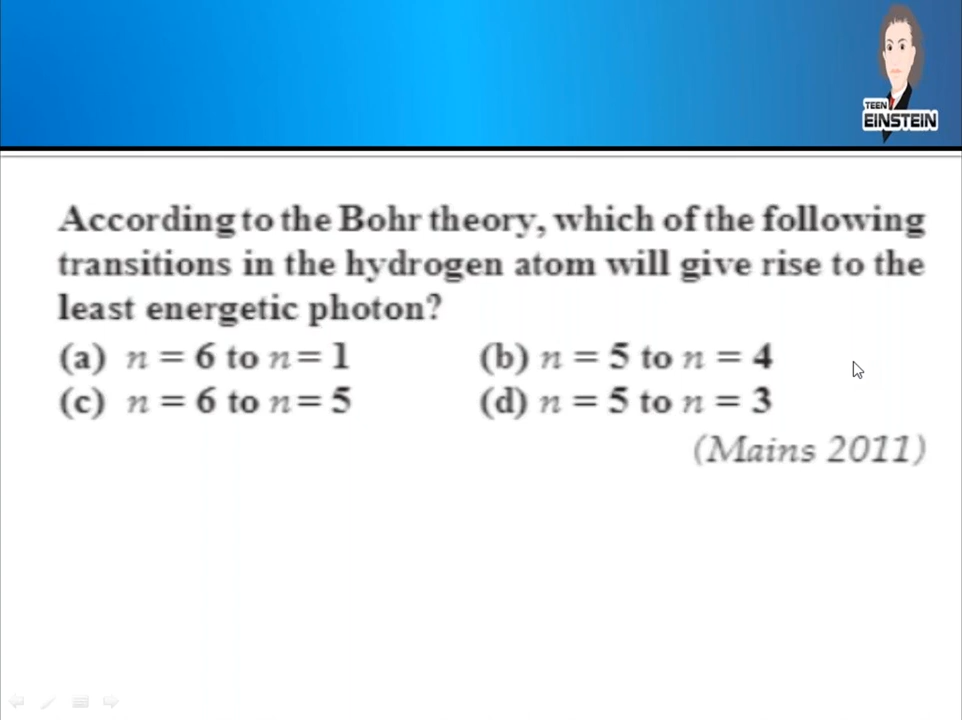 TEEN
EINSTEIN
According to the Bohr theory, which of the following
transitions in the hydrogen atom will give rise to the
least energetic photon?
(a) n = 6 to n = 1 (b) n = 5 to n = 4
(c) n = 6 to n = 5 (d) n = 5 to n = 3
(Mains 2011)